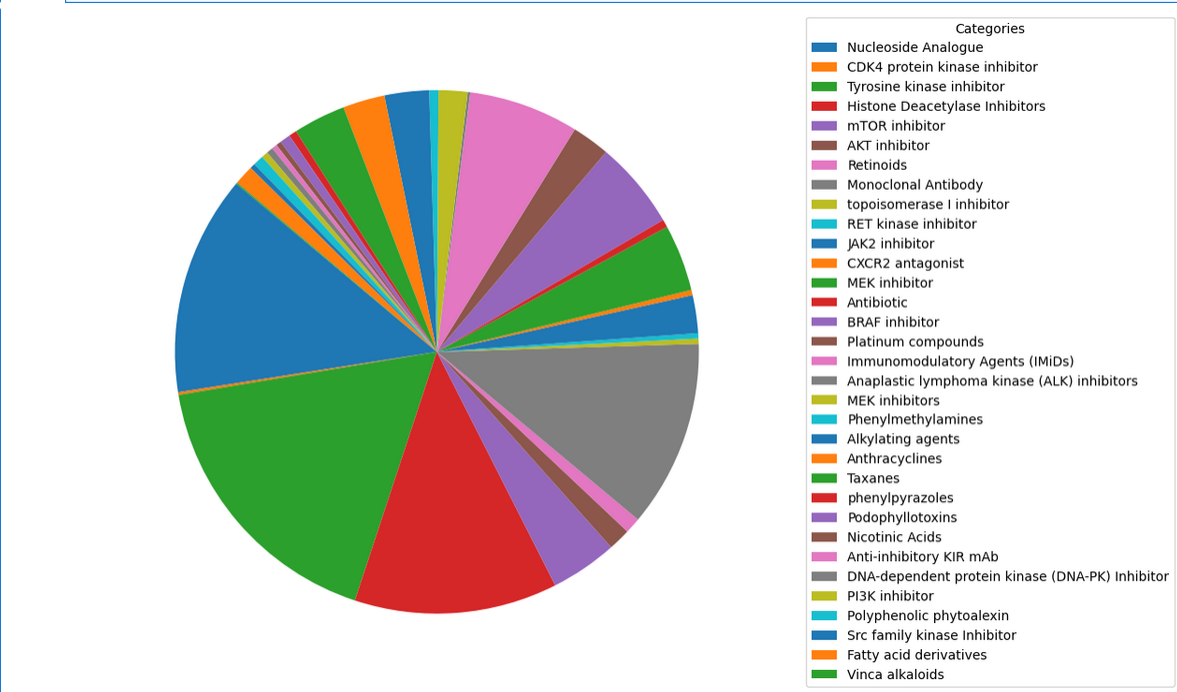 Categories
Nucleoside Analogue
CDK4 protein kinase inhibitor
Tyrosine kinase inhibitor
Histone Deacetylase Inhibitors
mTOR inhibitor
AKT inhibitor
Retinoids
Monoclonal Antibody
topoisomerase I inhibitor
RET kinase inhibitor
JAK2 inhibitor
CXCR2 antagonist
MEK inhibitor
Antibiotic
BRAF inhibitor
Platinum compounds
Immunomodulatory Agents (IMiDs)
Anaplastic lymphoma kinase (ALK) inhibitors
MEK inhibitors
Phenylmethylamines
Alkylating agents
Anthracyclines
Taxanes
phenylpyrazoles
Podophyllotoxins
Nicotinic Acids
Anti-inhibitory KIR mAb
DNA-dependent protein kinase (DNA-PK) Inhibitor
PI3K inhibitor
Polyphenolic phytoalexin
Src family kinase Inhibitor
Fatty acid derivatives
Vinca alkaloids